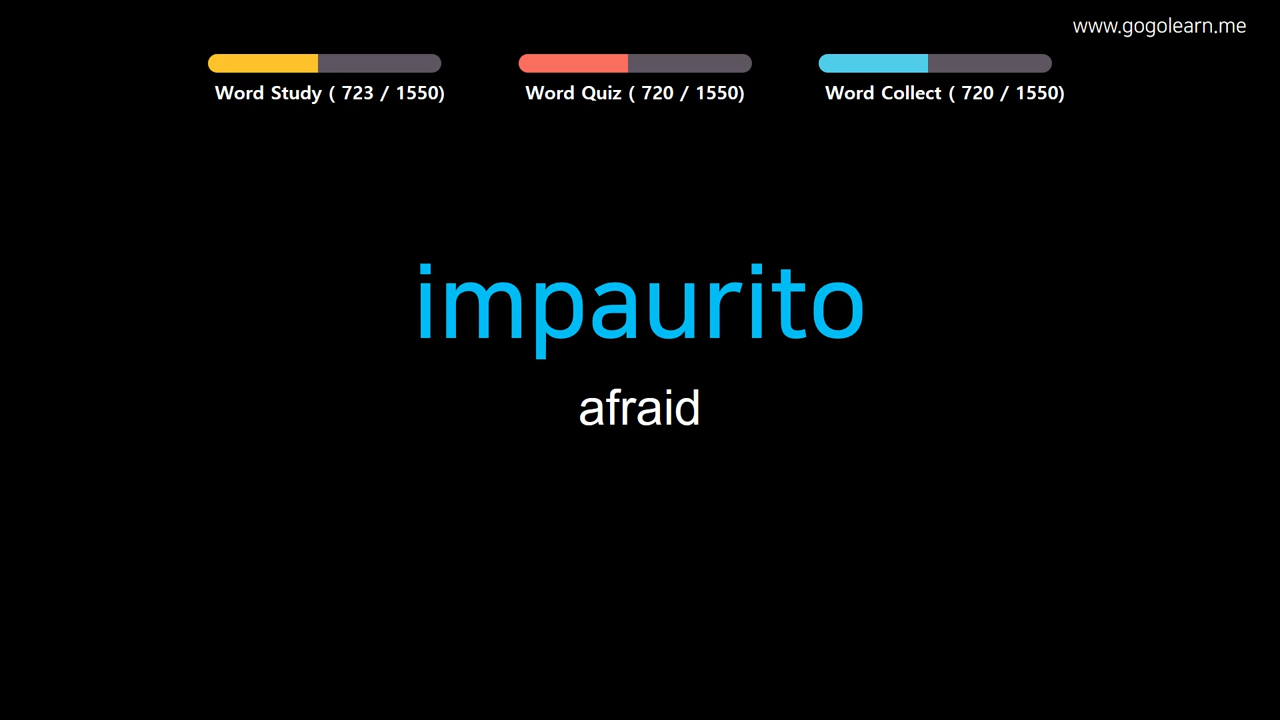 www.gogolearn.me
Word Study ( 723 / 1550)
Word Quiz ( 720 / 1550)
Word Collect ( 720 / 1550)
impaurito
afraid